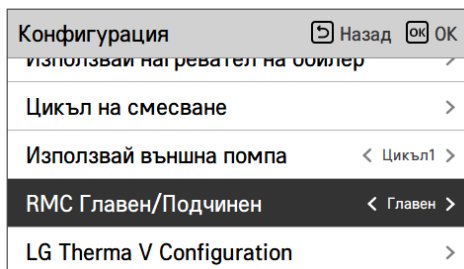 Конфигурация Назад OK OK
Използвай нагревател на бойлер
Цикъл на смесване >
Използвай външна помпа < Цикъл1 >
RMC Главен/Подчинен < Главен >
LG Therma V Configuration >